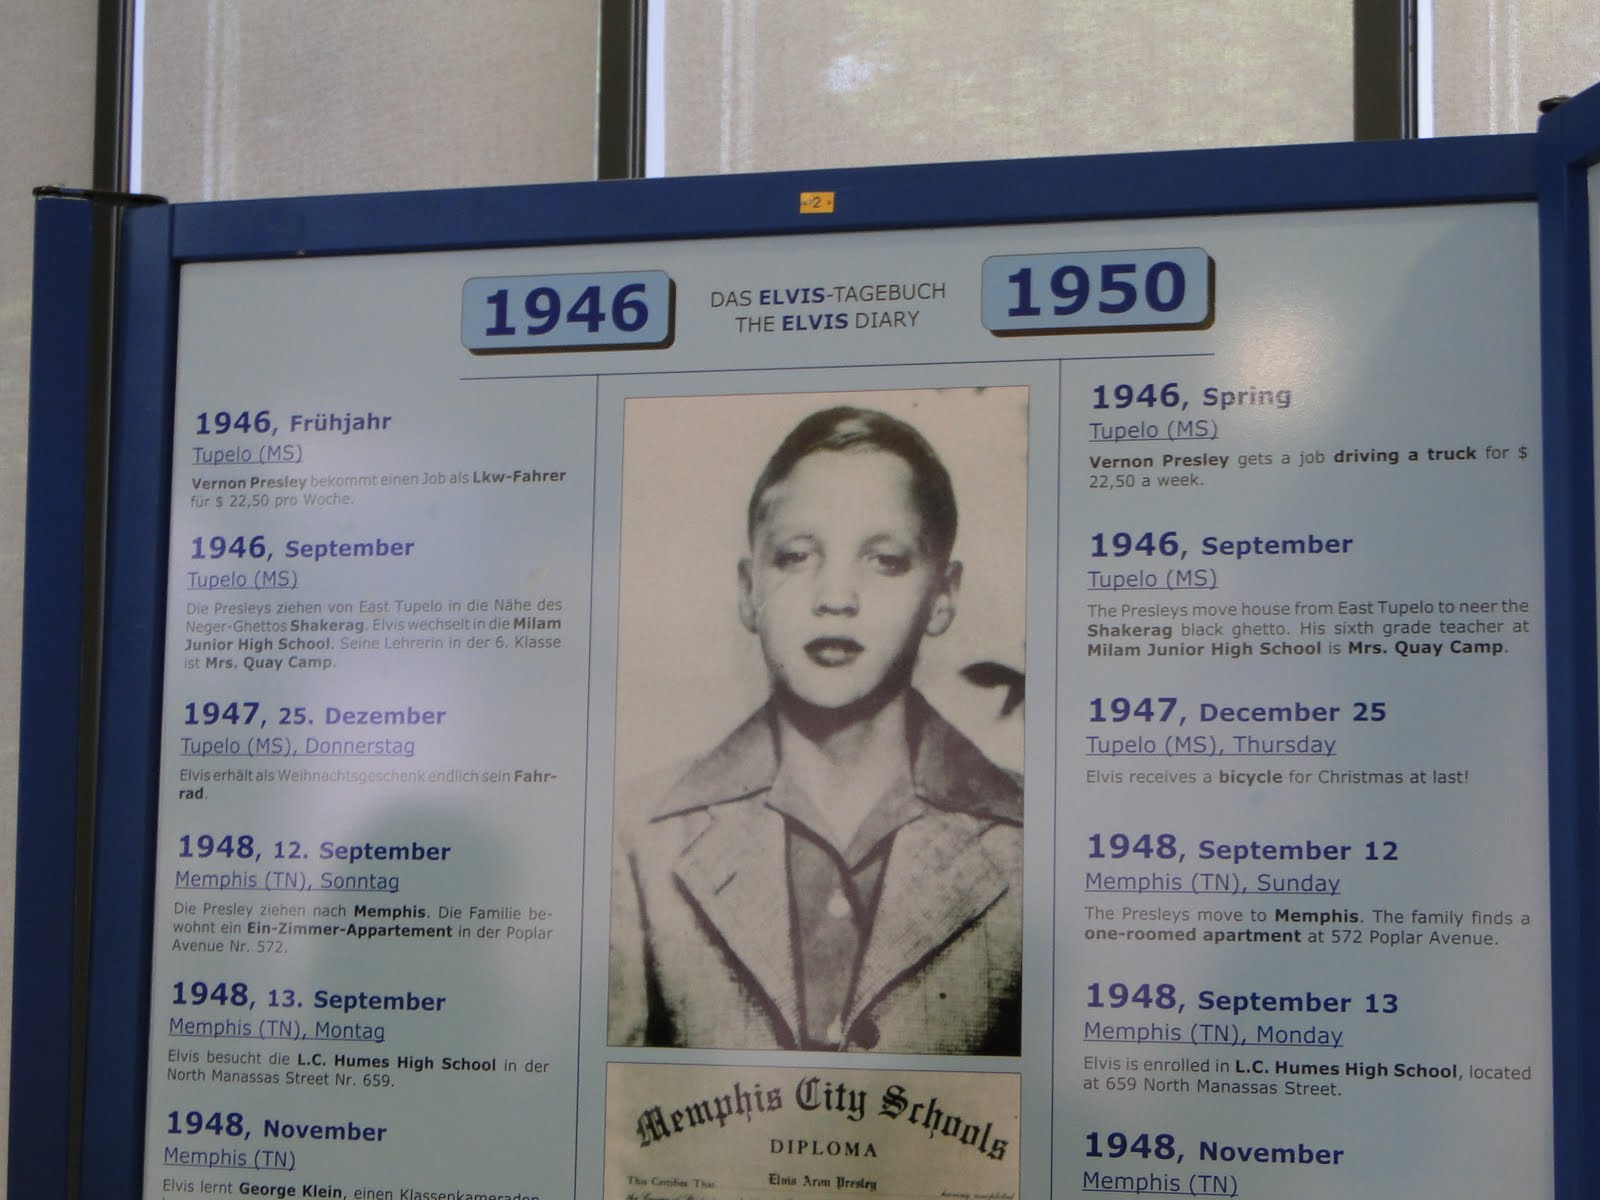 2
1946
DAS ELVIS-TAGEBUCH
THE ELVIS DIARY
1950
1946, Frühjahr
Tupelo (MS)
Vernon Presley bekommt einen Job als Lkw-Fahrer
für $ 22,50 pro Woche.
1946, September
Tupelo (MS)
Die Presleys ziehen von East Tupelo in die Nähe des
Neger-Ghettos Shakerag. Elvis wechselt in die Milam
Junior High School. Seine Lehrerin in der 6. Klasse
ist Mrs. Quay Camp.
1947, 25. Dezember
Tupelo (MS), Donnerstag
Elvis erhält als Weihnachtsgeschenk endlich sein Fahr-
rad.
1948, 12. September
Memphis (TN), Sonntag
Die Presley ziehen nach Memphis. Die Familie be-
wohnt ein Ein-Zimmer-Appartement in der Poplar
Avenue Nr. 572.
1948, 13. September
Memphis (TN), Montag
Elvis besucht die L.C. Humes High School in der
North Manassas Street Nr. 659.
1948, November
Memphis (TN)
Elvis lernt George Klein, einen Klassenkameraden
Memphis City Schools
DIPLOMA
This Certifies That Elvis Aron Presley
having completed
1946, Spring
Tupelo (MS)
Vernon Presley gets a job driving a truck for $
22,50 a week.
1946, September
Tupelo (MS)
The Presleys move house from East Tupelo to neer the
Shakerag black ghetto. His sixth grade teacher at
Milam Junior High School is Mrs. Quay Camp.
1947, December 25
Tupelo (MS), Thursday
Elvis receives a bicycle for Christmas at last!
1948, September 12
Memphis (TN), Sunday
The Presleys move to Memphis. The family finds a
one-roomed apartment at 572 Poplar Avenue.
1948, September 13
Memphis (TN), Monday
Elvis is enrolled in L.C. Humes High School, located
at 659 North Manassas Street.
1948, November
Memphis (TN)